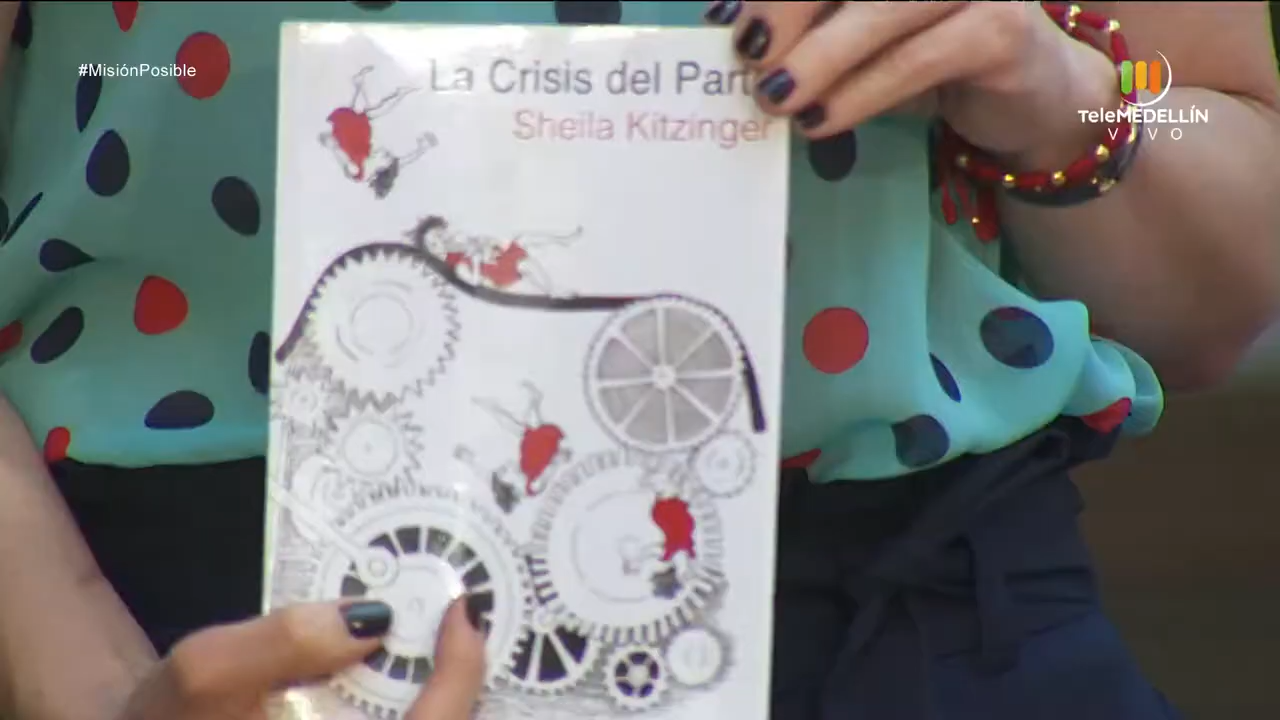 #MisiónPosible
La Crisis del Part
Sheila Kitzinger
TeleMEDELLÍN
VIVO